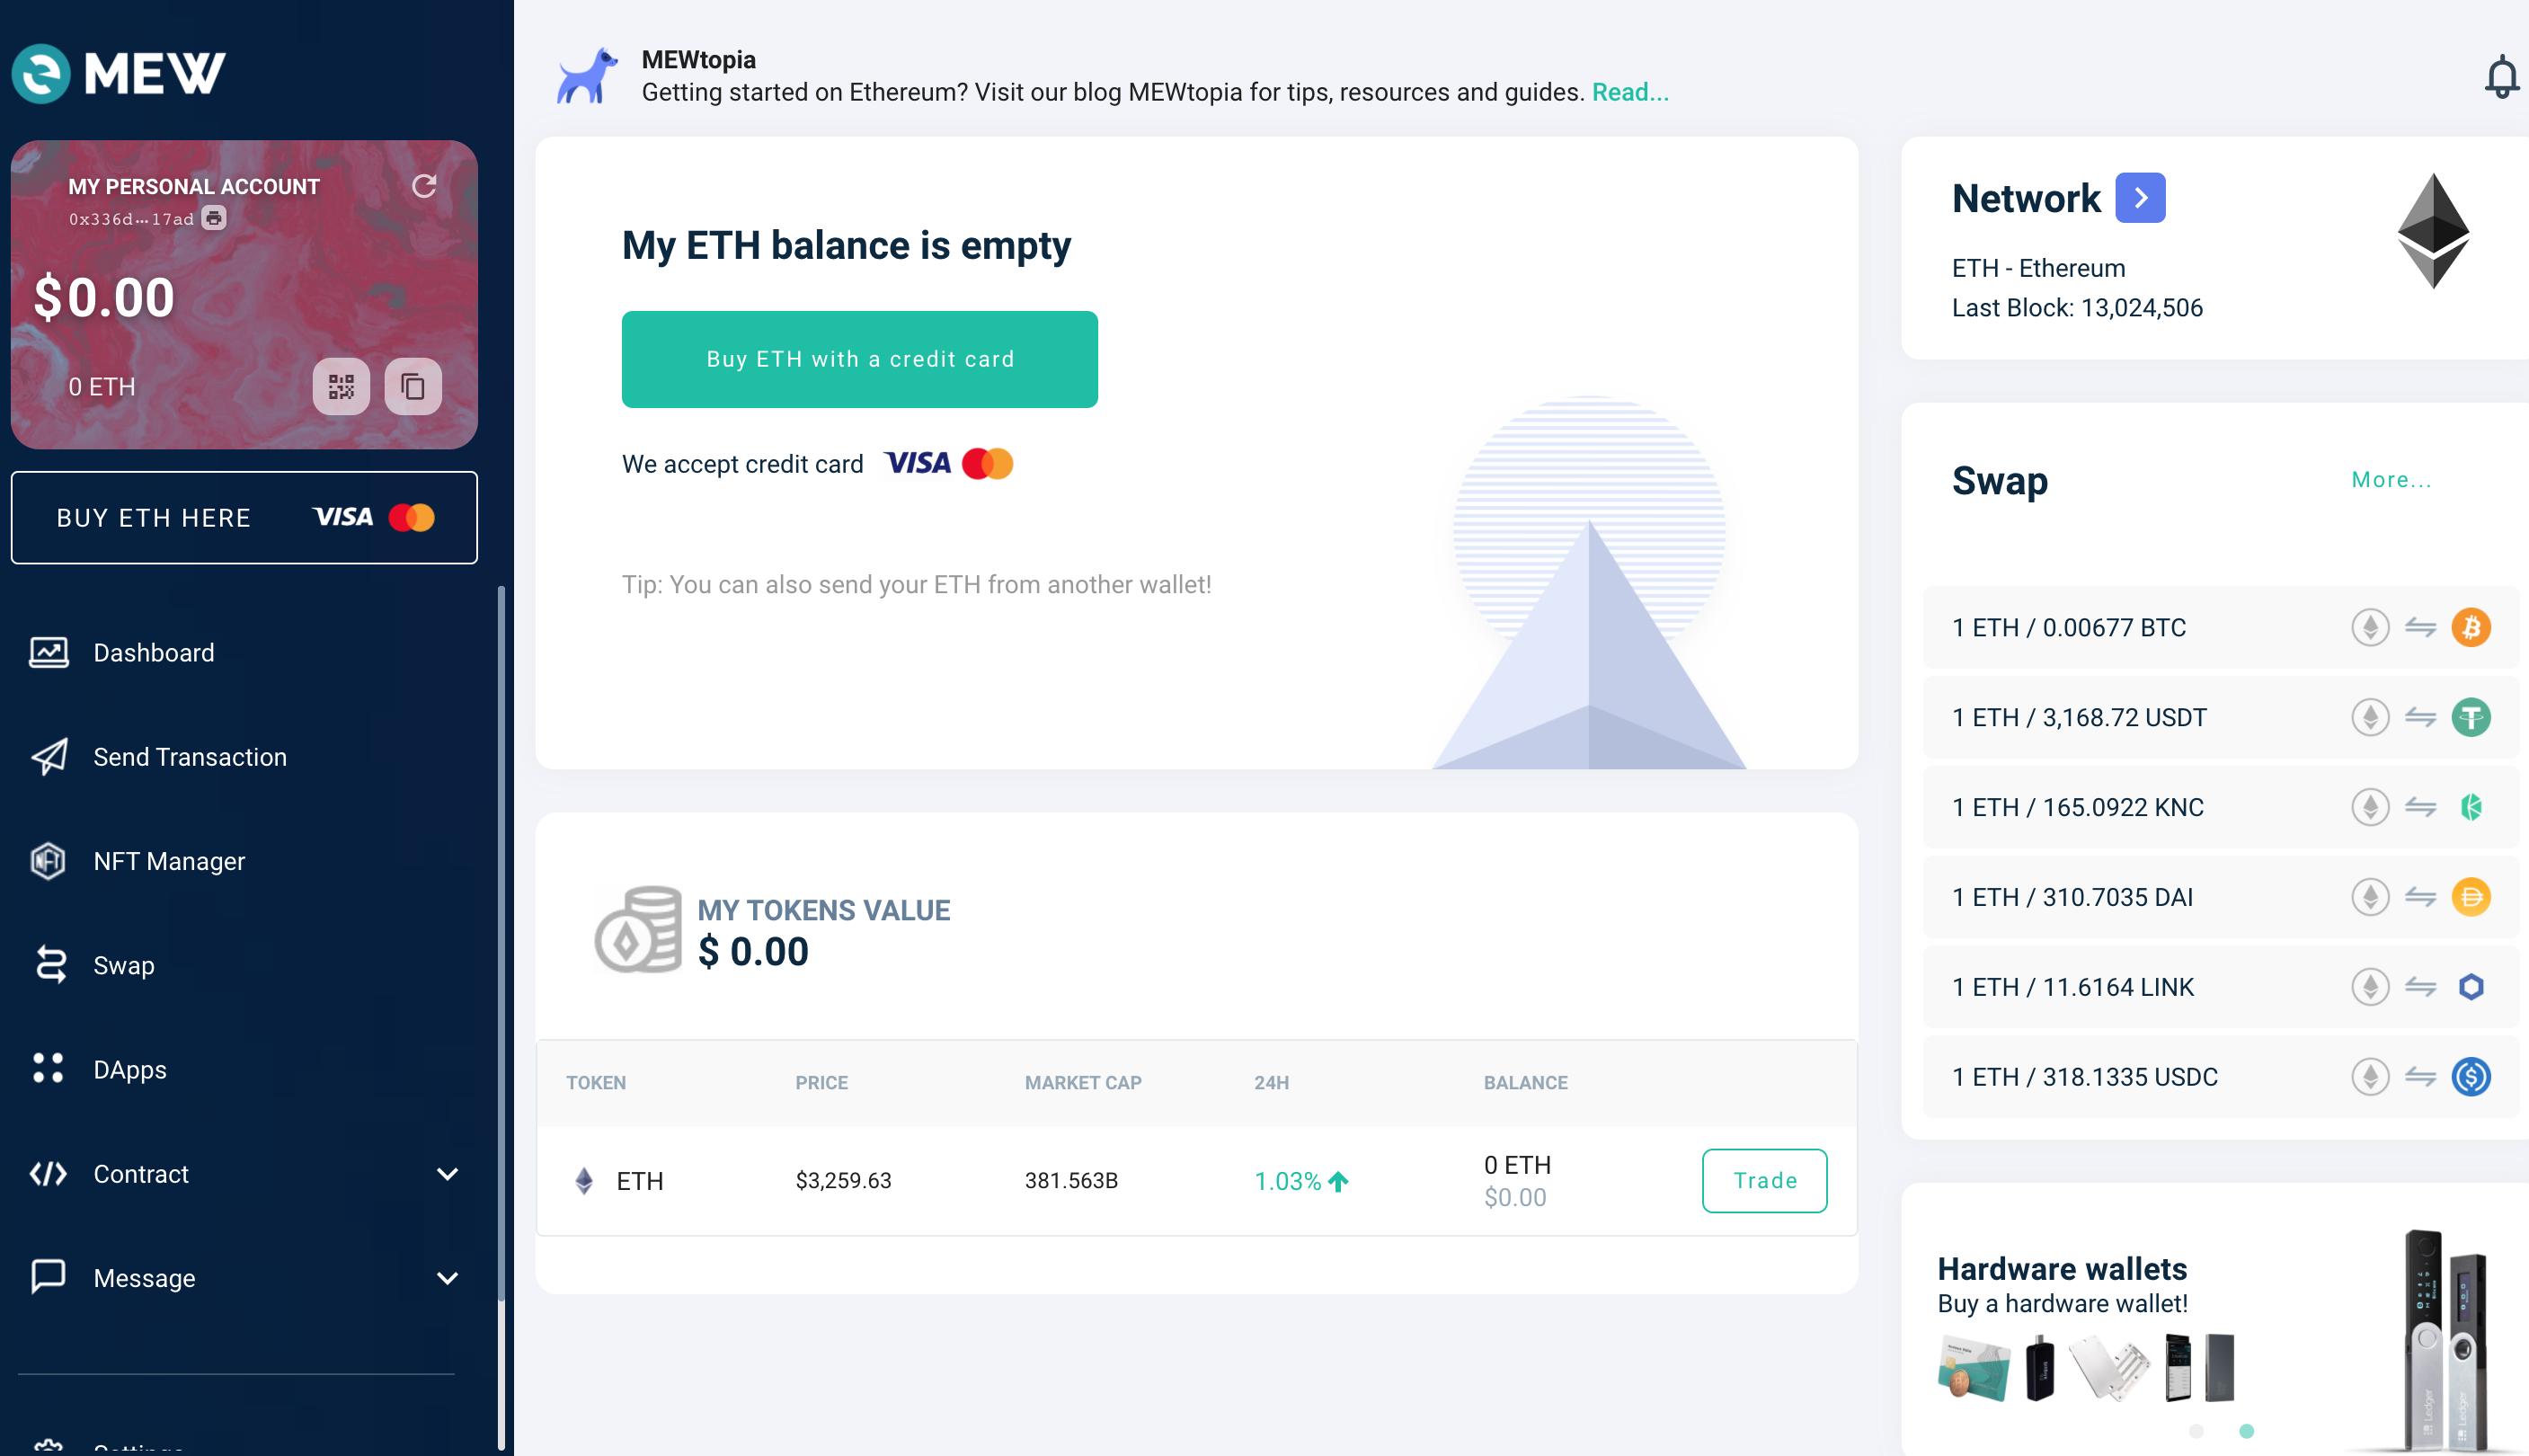 MEW
MY PERSONAL ACCOUNT
0x336d···17ad
$0.00
0 ETH
BUY ETH HERE VISA
Dashboard
Send Transaction
NFT Manager
NFT
Swap
DApps
Contract
Message
MEWtopia
Getting started on Ethereum? Visit our blog MEWtopia for tips, resources and guides. Read...
My ETH balance is empty
Buy ETH with a credit card
We accept credit card VISA
Tip: You can also send your ETH from another wallet!
MY TOKENS VALUE
$ 0.00
TOKEN PRICE MARKET CAP 24H BALANCE
ETH $3,259.63 381.563B 1.03% 0 ETH
$0.00
Trade
Network
ETH - Ethereum
Last Block: 13,024,506
Swap More...
1 ETH / 0.00677 BTC
1 ETH / 3,168.72 USDT
1 ETH / 165.0922 KNC
1 ETH / 310.7035 DAI
1 ETH / 11.6164 LINK
1 ETH / 318.1335 USDC
Hardware wallets
Buy a hardware wallet!
Ledger
Ledger